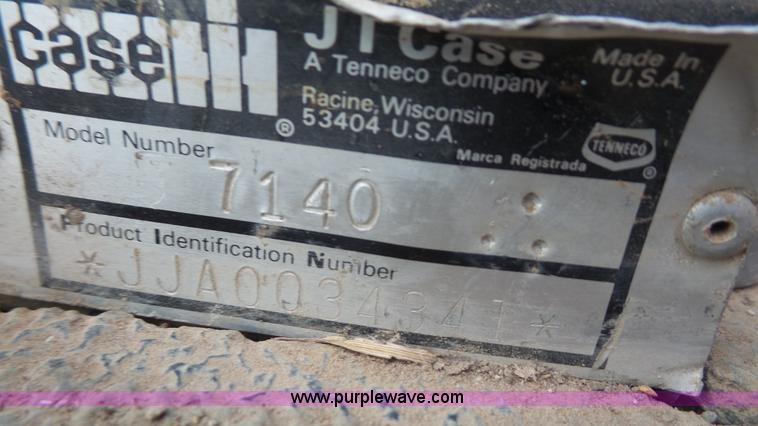 case IH
J I Case
A Tenneco Company
Racine, Wisconsin
53404 U.S.A.
Made In
U.S.A.
®
Marca Registrada
TENNECO
®
Model Number
7140
Product Identification Number
*JJA0034341*
www.purplewave.com